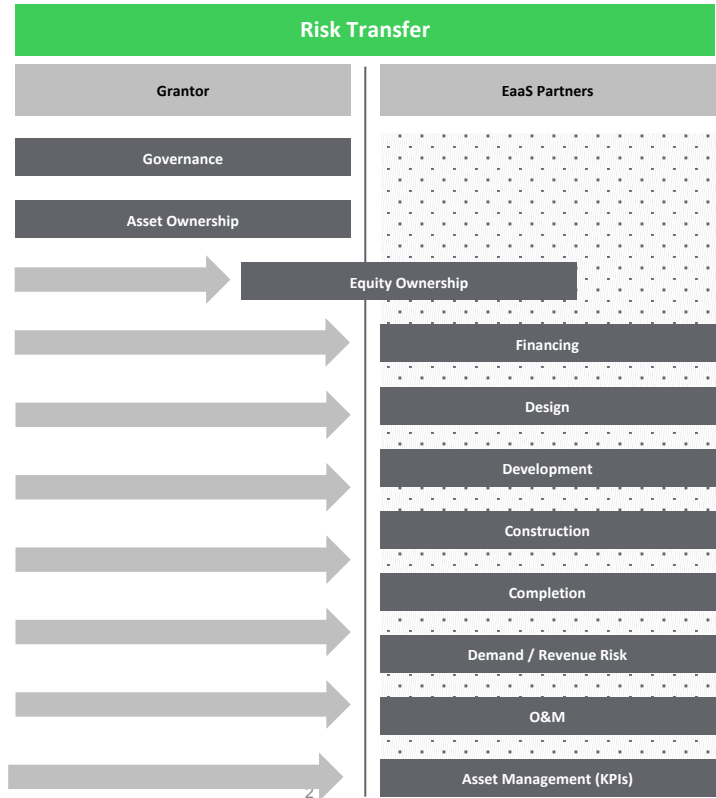 Risk Transfer
Grantor
EaaS Partners
Governance
Asset Ownership
Equity Ownership
Financing
Design
Development
Construction
Completion
Demand / Revenue Risk
O&M
Asset Management (KPIs)
2